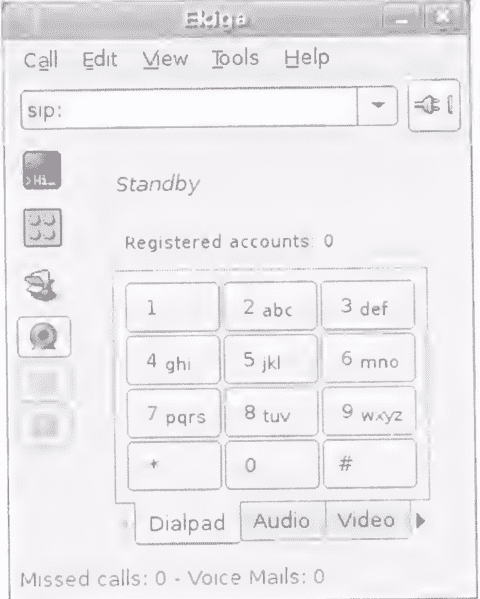 Ekiga
Call Edit View Tools Help
sip:
>Hi_
Standby
Registered accounts: 0
1 2 abc 3 def
4 ghi 5 jkl 6 mno
7 pqrs 8 tuv 9 wxyz
* 0 #
Dialpad Audio Video
Missed calls: 0 - Voice Mails: 0